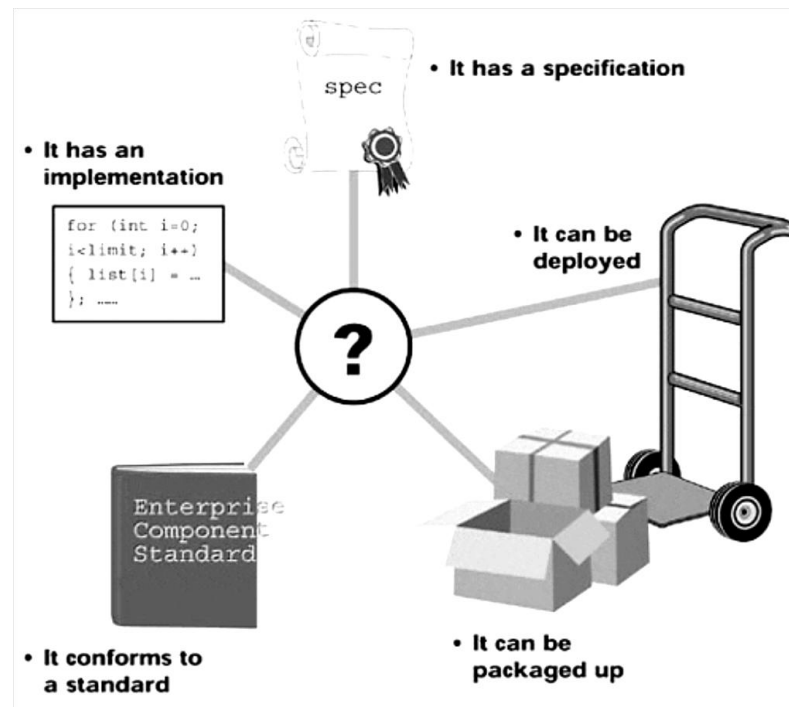 spec
• It has a specification
• It has an
implementation
for (int i=0;
i<limit; i++)
{ list[i] = …
}; ……
• It can be
deployed
?
Enterprise
Component
Standard
• It conforms to
a standard
• It can be
packaged up